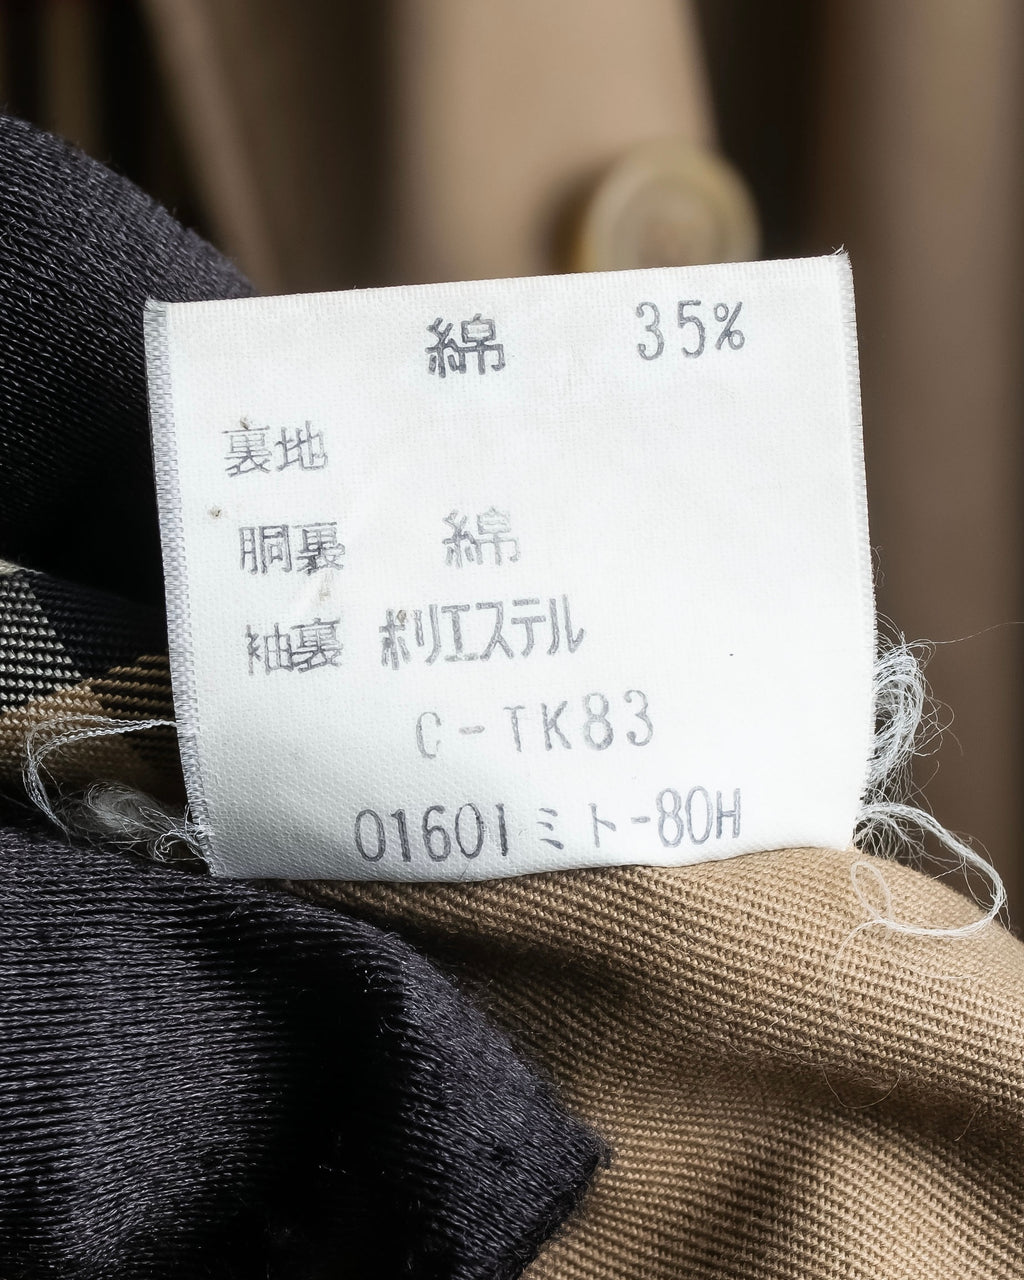 綿 35%
裏地
胴裏 綿
袖裏 ポリエステル
C-TK83
01601ミト-80H